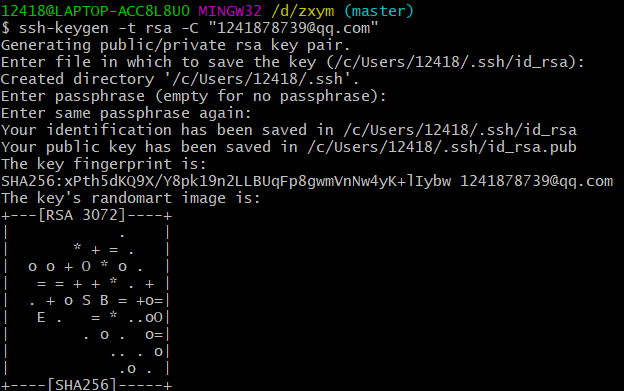 12418@LAPTOP-ACC8L8UO MINGW32 /d/zxym (master)
$ ssh-keygen -t rsa -C "1241878739@qq.com"
Generating public/private rsa key pair.
Enter file in which to save the key (/c/Users/12418/.ssh/id_rsa):
Created directory '/c/Users/12418/.ssh'.
Enter passphrase (empty for no passphrase):
Enter same passphrase again:
Your identification has been saved in /c/Users/12418/.ssh/id_rsa
Your public key has been saved in /c/Users/12418/.ssh/id_rsa.pub
The key fingerprint is:
SHA256:xPth5dKQ9X/Y8pk19n2LLBUqFp8gwmVnNw4yK+lIybw 1241878739@qq.com
The key's randomart image is:
+---[RSA 3072]----+
|            .    |
|       * + = .   |
|  o o + O * o .  |
|   = = + + * . + |
|  . + o S B = +o=|
|   E .   = * ..oO|
|        . o .  o=|
|           .. . o|
|            .o . |
+----[SHA256]-----+